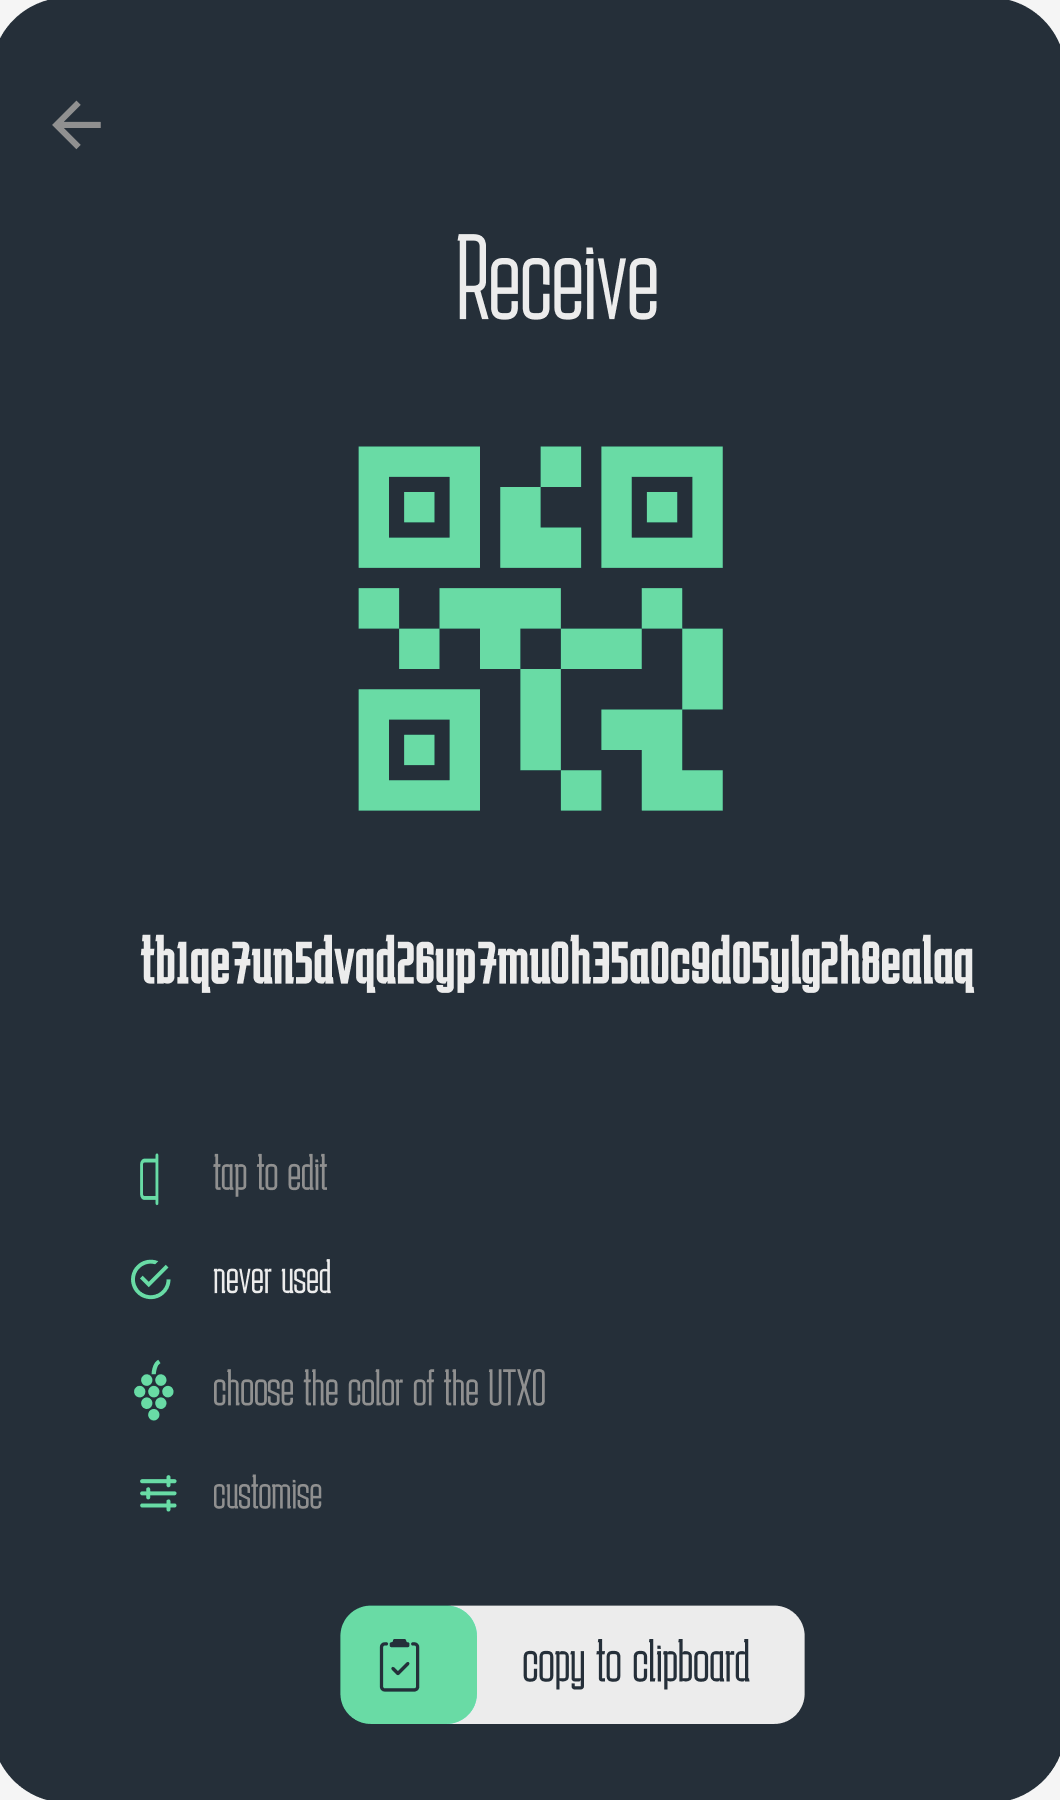 Receive
tb1qe7un5dvqd26yp7mu0h35a0c9d05ylg2h8ealaq
tap to edit
never used
choose the color of the UTXO
customise
copy to clipboard